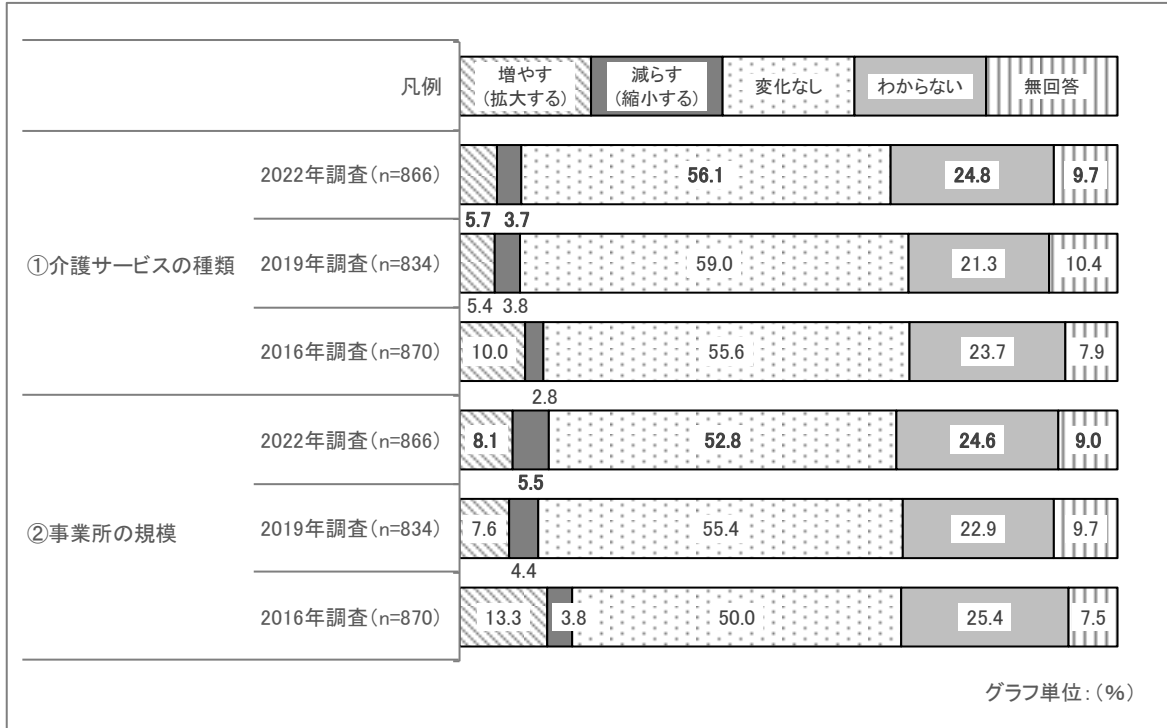 凡例 増やす（拡大する） 減らす（縮小する） 変化なし わからない 無回答
①介護サービスの種類
2022年調査（n=866） 56.1 24.8 9.7
5.7 3.7
2019年調査（n=834） 59.0 21.3 10.4
5.4 3.8
2016年調査（n=870） 10.0 55.6 23.7 7.9
2.8
②事業所の規模
2022年調査（n=866） 8.1 52.8 24.6 9.0
5.5
2019年調査（n=834） 7.6 55.4 22.9 9.7
4.4
2016年調査（n=870） 13.3 3.8 50.0 25.4 7.5
グラフ単位：（％）